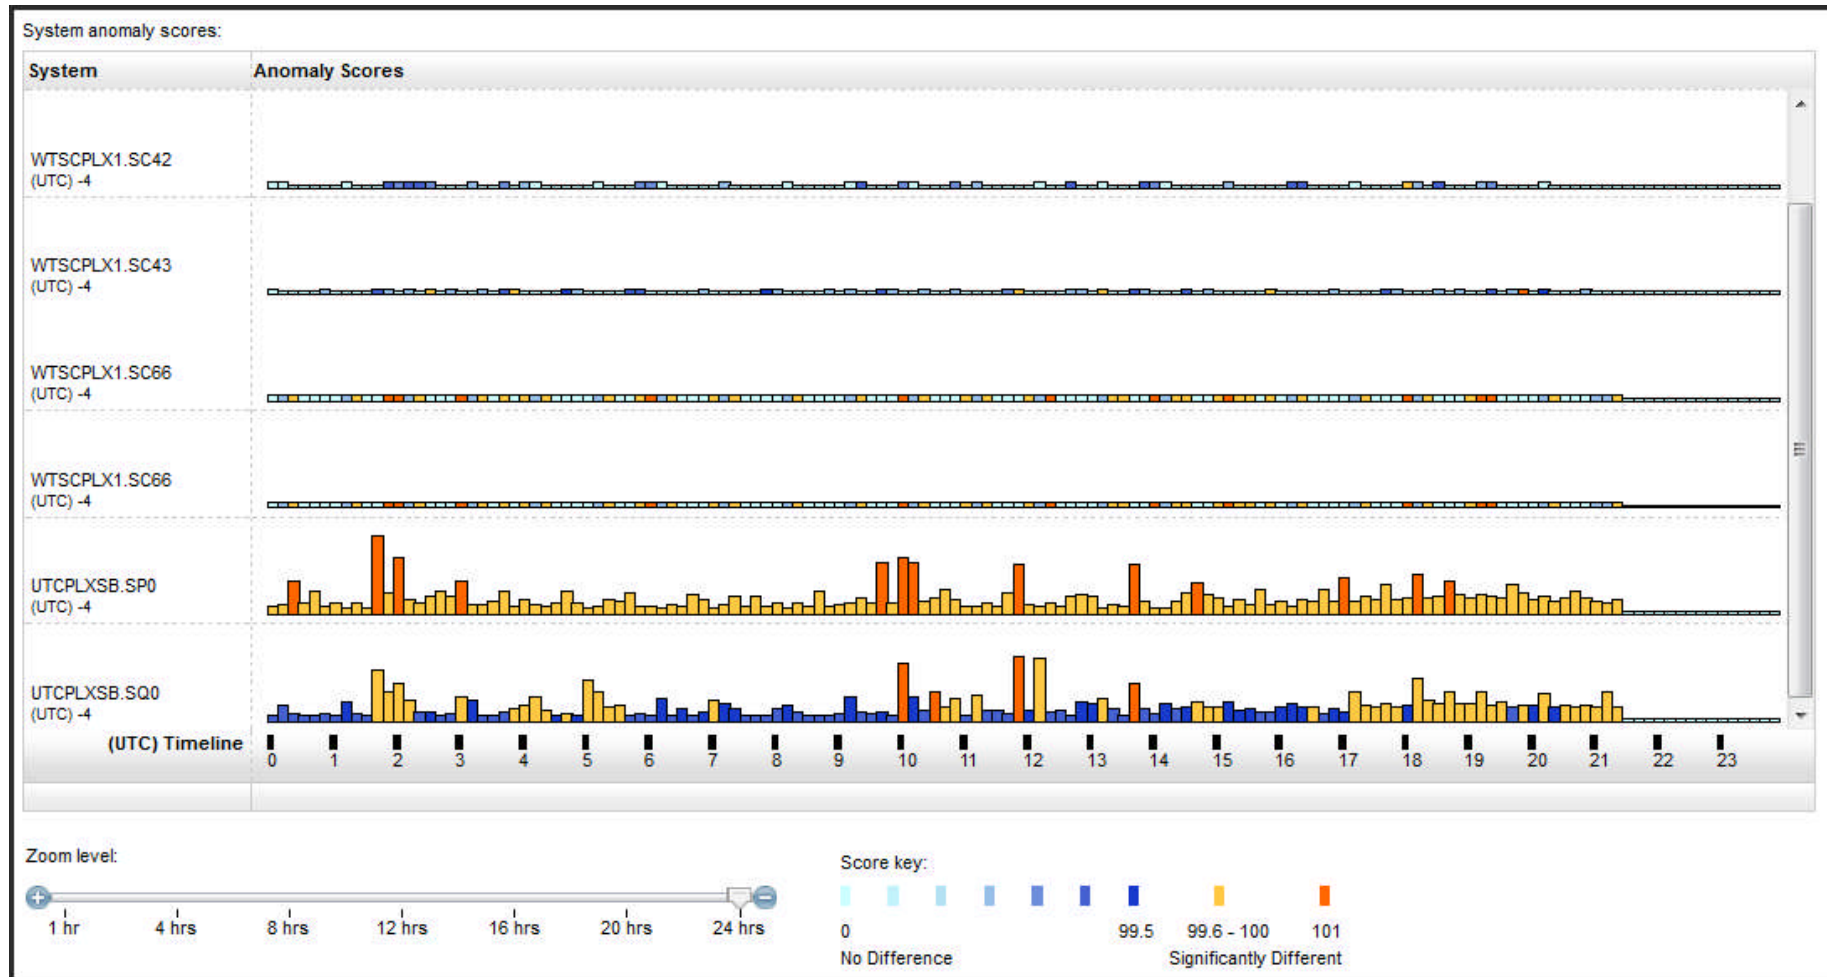 System anomaly scores:
System Anomaly Scores
WTSCPLX1.SC42
(UTC) -4
WTSCPLX1.SC43
(UTC) -4
WTSCPLX1.SC66
(UTC) -4
WTSCPLX1.SC66
(UTC) -4
UTCPLXSB.SP0
(UTC) -4
UTCPLXSB.SQ0
(UTC) -4
(UTC) Timeline
0 1 2 3 4 5 6 7 8 9 10 11 12 13 14 15 16 17 18 19 20 21 22 23
Zoom level:
1 hr 4 hrs 8 hrs 12 hrs 16 hrs 20 hrs 24 hrs
Score key:
0 99.5 99.6 - 100 101
No Difference Significantly Different